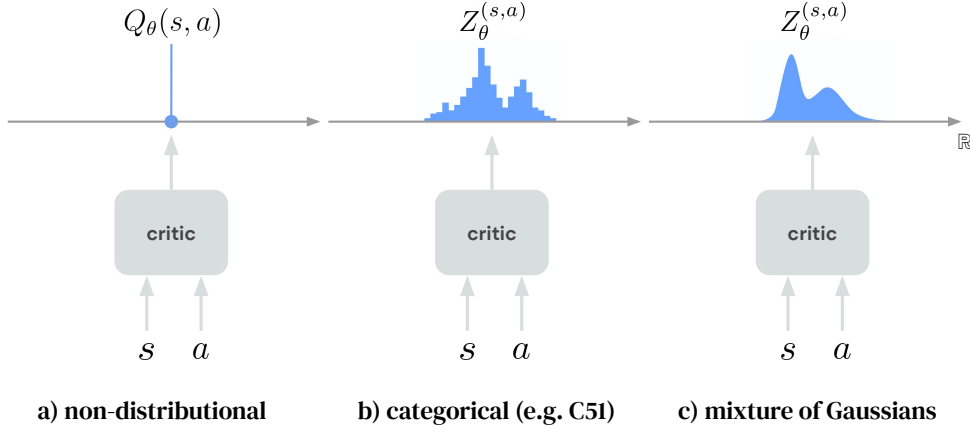 Qθ(s, a)
Zθ(s,a)
Zθ(s,a)
ℝ
critic
critic
critic
s a
s a
s a
a) non-distributional
b) categorical (e.g. C51)
c) mixture of Gaussians